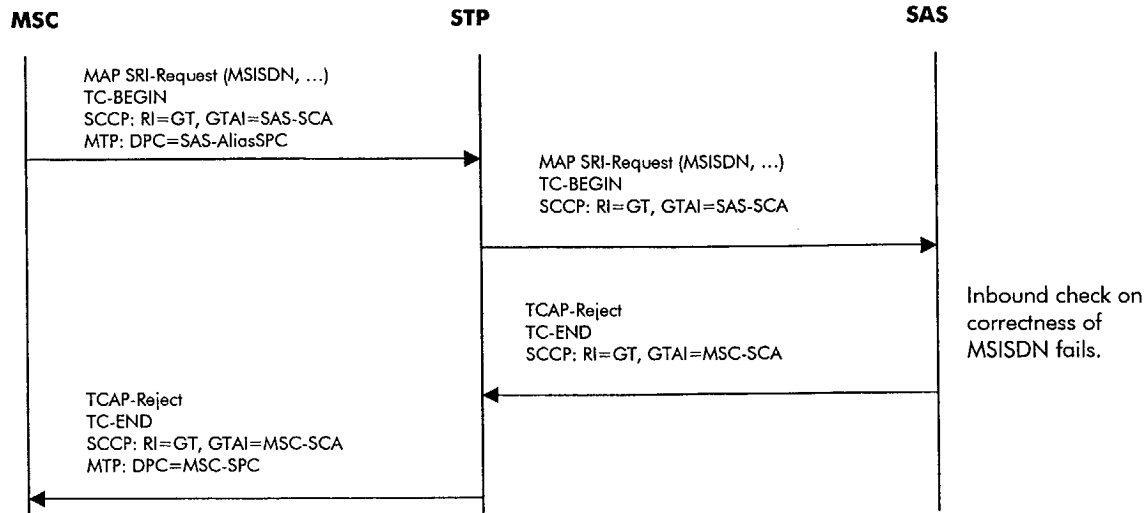 MSC
STP
SAS
MAP SRI-Request (MSISDN, ...)
TC-BEGIN
SCCP: RI=GT, GTAI=SAS-SCA
MTP: DPC=SAS-AliasSPC
MAP SRI-Request (MSISDN, ...)
TC-BEGIN
SCCP: RI=GT, GTAI=SAS-SCA
Inbound check on
correctness of
MSISDN fails.
TCAP-Reject
TC-END
SCCP: RI=GT, GTAI=MSC-SCA
TCAP-Reject
TC-END
SCCP: RI=GT, GTAI=MSC-SCA
MTP: DPC=MSC-SPC